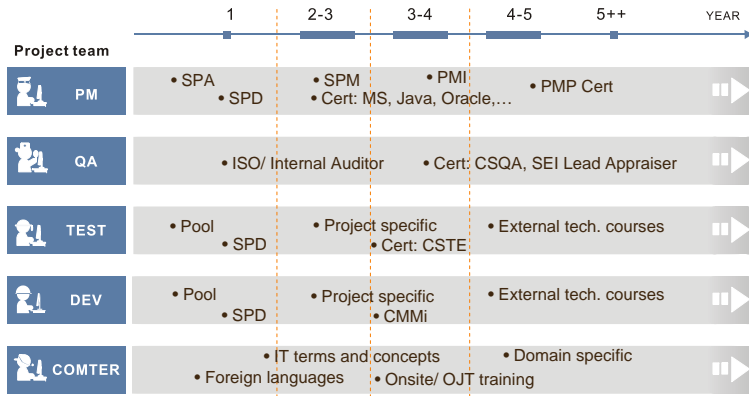 1 2-3 3-4 4-5 5++ YEAR
Project team
PM
• SPA • SPM • PMI • PMP Cert
• SPD • Cert: MS, Java, Oracle,…
QA
• ISO/ Internal Auditor • Cert: CSQA, SEI Lead Appraiser
TEST
• Pool • Project specific • External tech. courses
• SPD • Cert: CSTE
DEV
• Pool • Project specific • External tech. courses
• SPD • CMMi
COMTER
• IT terms and concepts • Domain specific
• Foreign languages • Onsite/ OJT training